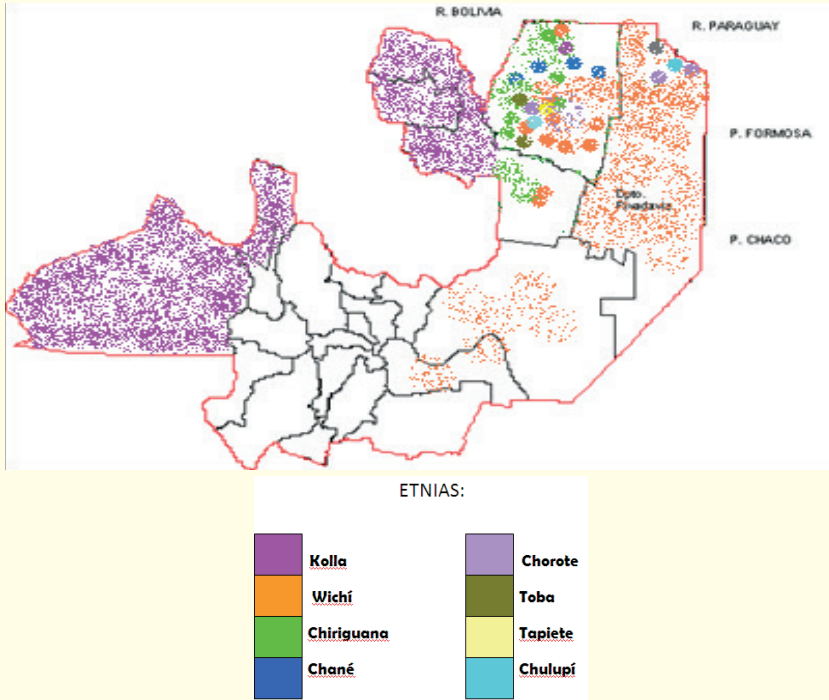 R. BOLIVIA
R. PARAGUAY
P. FORMOSA
Dpto.
Rivadavia
P. CHACO
ETNIAS:
Kolla
Chorote
Wichí
Toba
Chiriguana
Tapiete
Chané
Chulupí